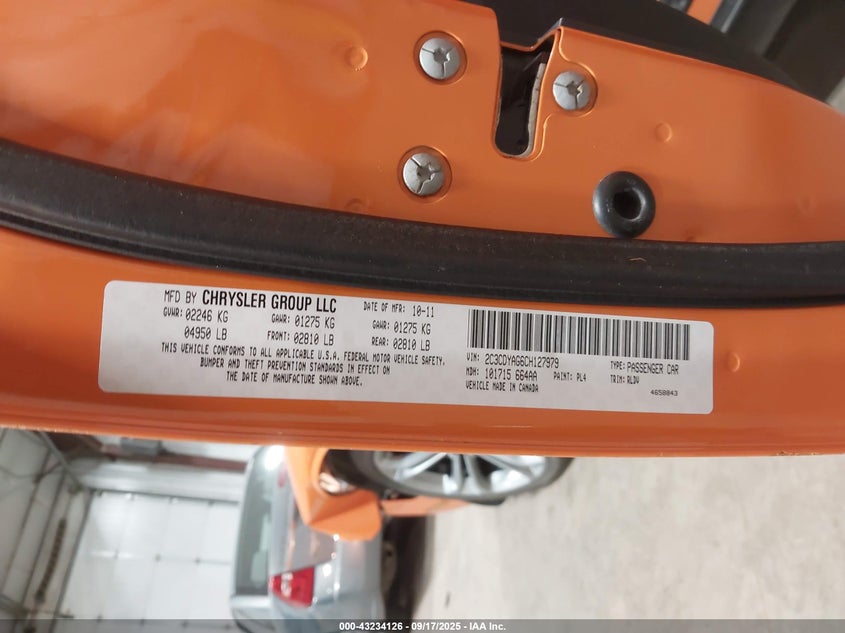 MFD BY CHRYSLER GROUP LLC DATE OF MFR: 10-11
GVWR: 02246 KG GAWR: 01275 KG GAWR: 01275 KG
04950 LB FRONT: 02810 LB REAR: 02810 LB
THIS VEHICLE CONFORMS TO ALL APPLICABLE U.S.A. FEDERAL MOTOR VEHICLE SAFETY,
BUMPER AND THEFT PREVENTION STANDARDS IN EFFECT ON
THE DATE OF MANUFACTURE SHOWN ABOVE.
VIN: 2C3CDYAG6CH127979 TYPE: PASSENGER CAR
MDH: 101715 664AA PAINT: PL4 TRIM: RLDV
VEHICLE MADE IN CANADA 4658843
000-43234126 - 09/17/2025 - IAA Inc.